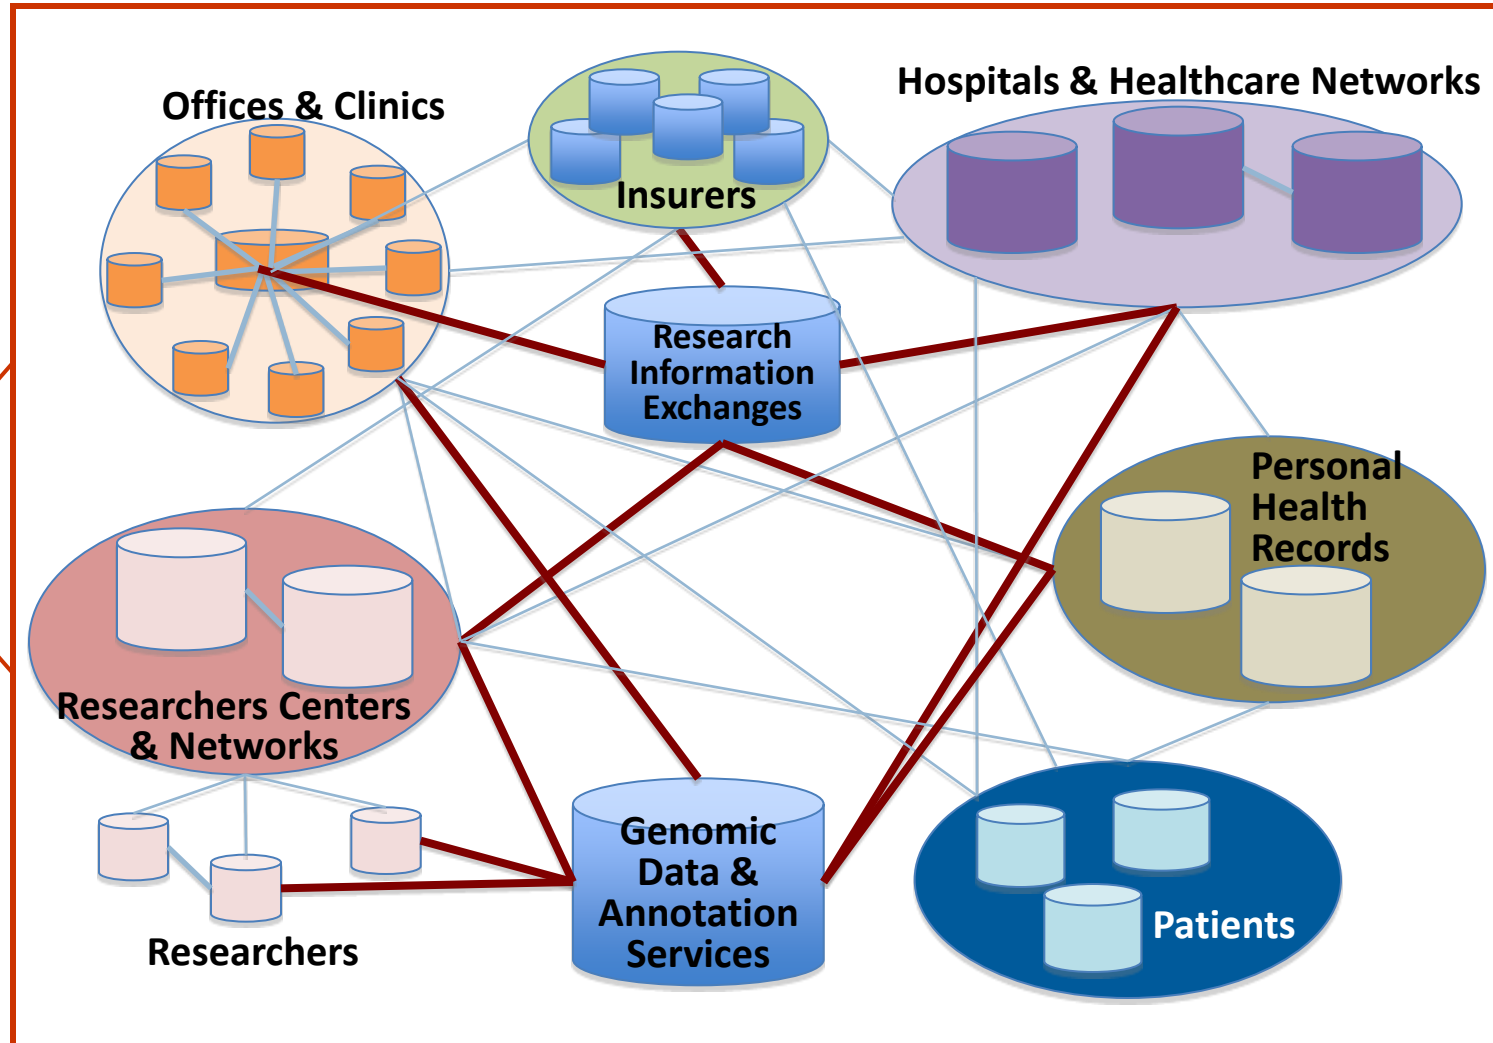 Offices & Clinics
Insurers
Hospitals & Healthcare Networks
Research
Information
Exchanges
Personal
Health
Records
Researchers Centers
& Networks
Researchers
Genomic
Data &
Annotation
Services
Patients